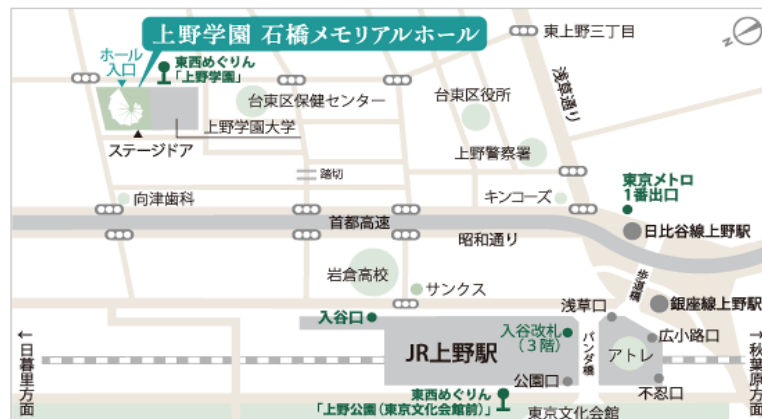 上野学園 石橋メモリアルホール
東上野三丁目
N
ホール
入口
東西めぐりん
「上野学園」
浅草通り
台東区保健センター
台東区役所
上野学園大学
上野警察署
ステージドア
踏切
東京メトロ
1番出口
向津歯科
キンコーズ
首都高速
昭和通り
日比谷線上野駅
岩倉高校
歩道橋
サンクス
銀座線上野駅
入谷口
浅草口
入谷改札
(3階)
広小路口
←日暮里方面
JR上野駅
パンダ橋
アトレ
→秋葉原方面
公園口
不忍口
東西めぐりん
「上野公園(東京文化会館前)」
東京文化会館